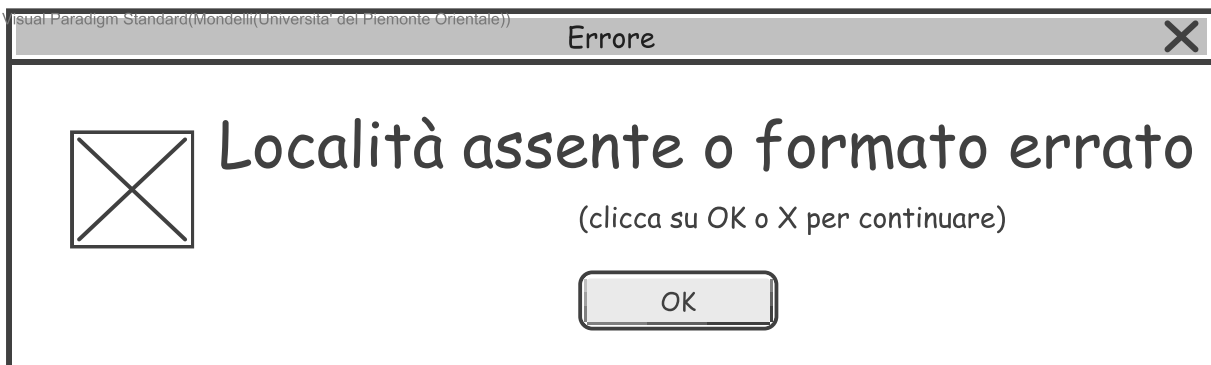 Visual Paradigm Standard(Mondelli(Universita' del Piemonte Orientale))
Errore
Località assente o formato errato
(clicca su OK o X per continuare)
OK